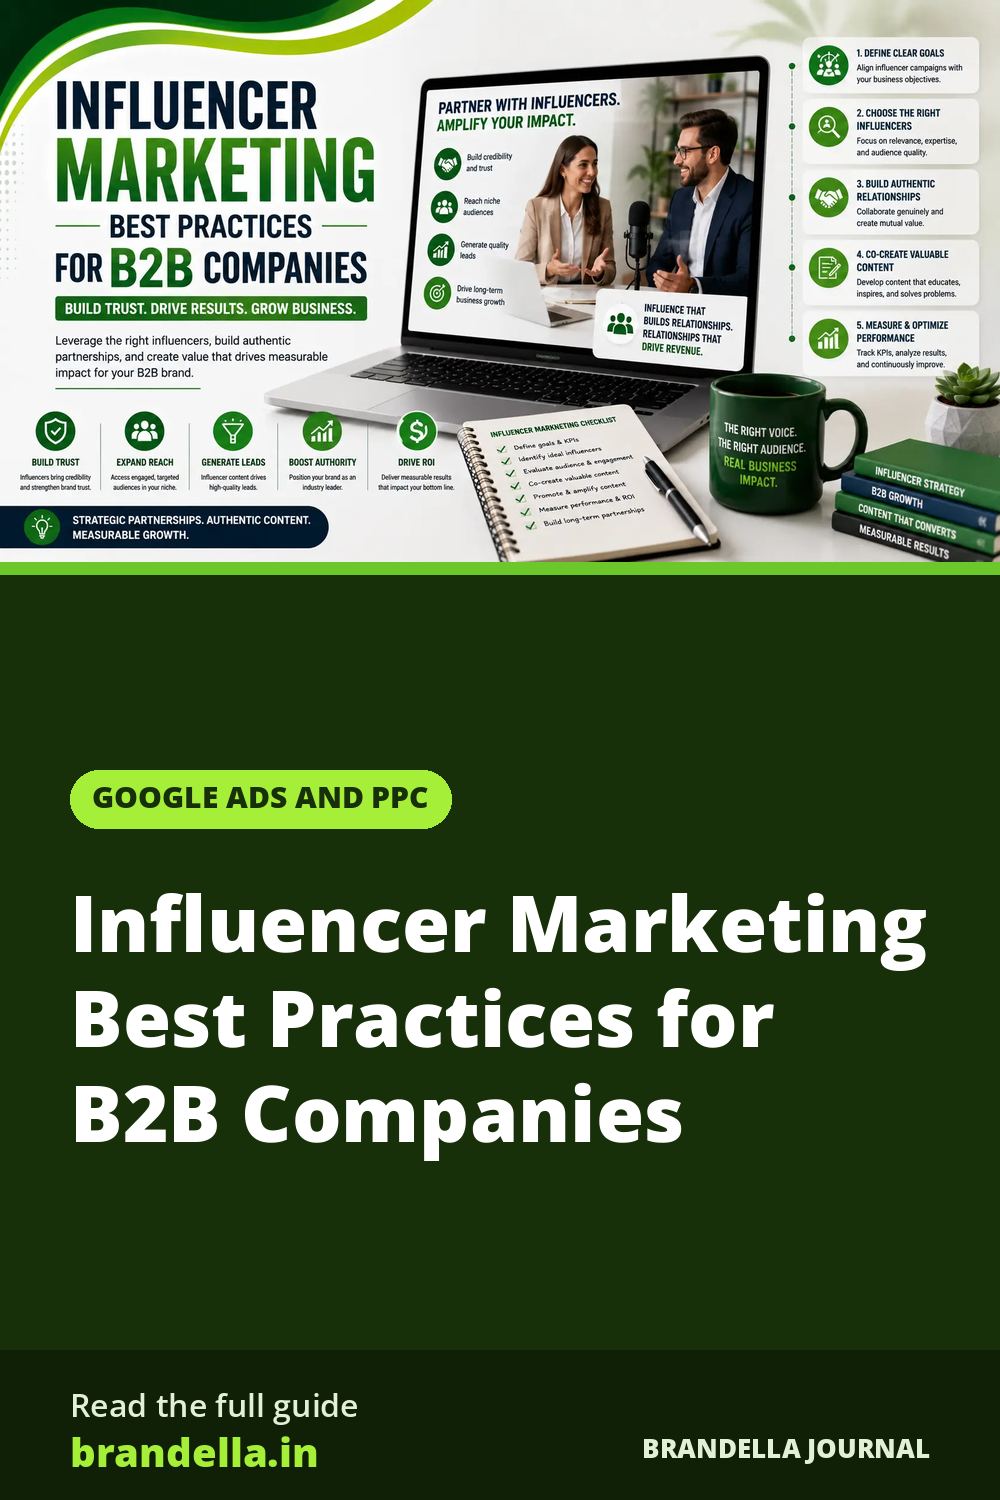 INFLUENCER
MARKETING
BEST PRACTICES
FOR B2B COMPANIES
BUILD TRUST. DRIVE RESULTS. GROW BUSINESS.
Leverage the right influencers, build authentic
partnerships, and create value that drives measurable
impact for your B2B brand.
BUILD TRUST
Influencers bring credibility
and strengthen brand trust.
EXPAND REACH
Access engaged, targeted
audiences in your niche.
GENERATE LEADS
Influencer content drives
high-quality leads.
BOOST AUTHORITY
Position your brand as an
industry leader.
DRIVE ROI
Deliver measurable results
that impact your bottom line.
STRATEGIC PARTNERSHIPS. AUTHENTIC CONTENT.
MEASURABLE GROWTH.
PARTNER WITH INFLUENCERS.
AMPLIFY YOUR IMPACT.
Build credibility
and trust
Reach niche
audiences
Generate quality
leads
Drive long-term
business growth
INFLUENCE THAT
BUILDS RELATIONSHIPS.
RELATIONSHIPS THAT
DRIVE REVENUE.
1. DEFINE CLEAR GOALS
Align influencer campaigns with
your business objectives.
2. CHOOSE THE RIGHT
INFLUENCERS
Focus on relevance, expertise,
and audience quality.
3. BUILD AUTHENTIC
RELATIONSHIPS
Collaborate genuinely and
create mutual value.
4. CO-CREATE VALUABLE
CONTENT
Develop content that educates,
inspires, and solves problems.
5. MEASURE & OPTIMIZE
PERFORMANCE
Track KPIs, analyze results,
and continuously improve.
INFLUENCER MARKNETING CHECKLIST
Define goals & KPIs
Identify ideal influencers
Evaluate audience & engagement
Co-create valuable content
Promote & amplify content
Measure performance & ROI
Build long-term partnerships
THE RIGHT VOICE.
THE RIGHT AUDIENCE.
REAL BUSINESS
IMPACT.
INFLUENCER STRATEGY
B2B GROWTH
CONTENT THAT CONVERTS
MEASURABLE RESULTS
GOOGLE ADS AND PPC
Influencer Marketing
Best Practices for
B2B Companies
Read the full guide
brandella.in
BRANDELLA JOURNAL